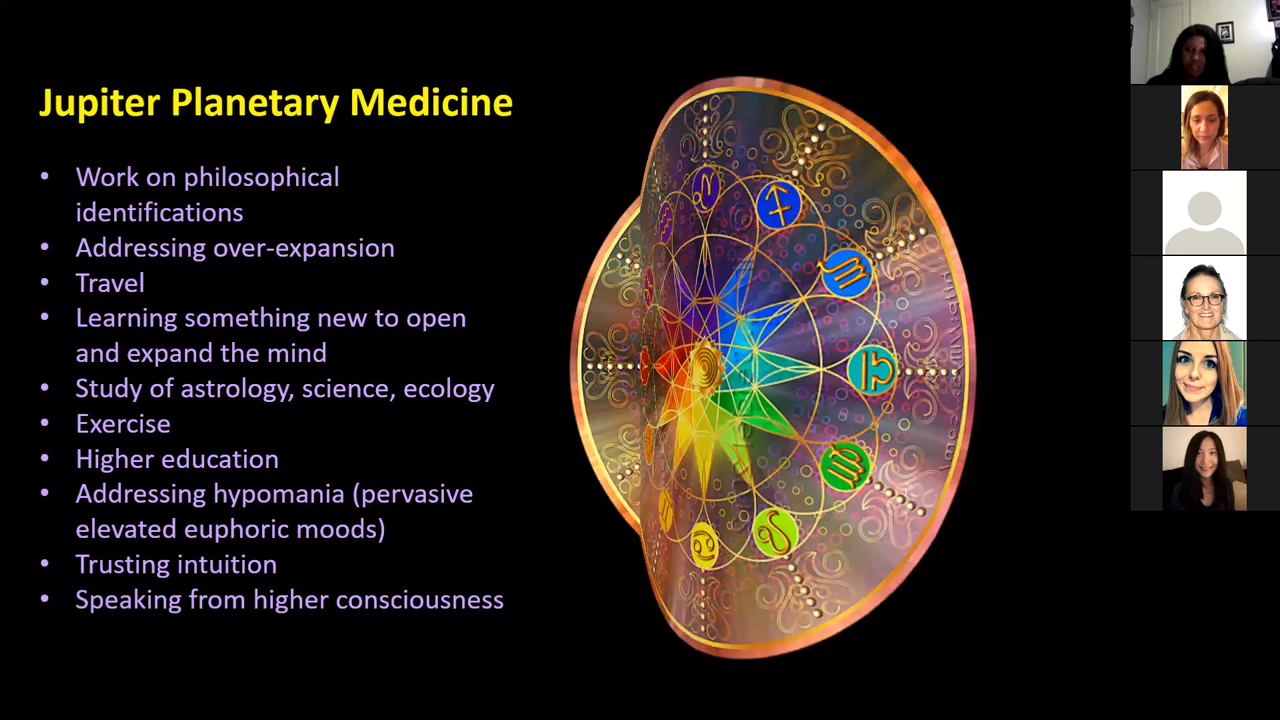 Jupiter Planetary Medicine
• Work on philosophical
identifications
• Addressing over-expansion
• Travel
• Learning something new to open
and expand the mind
• Study of astrology, science, ecology
• Exercise
• Higher education
• Addressing hypomania (pervasive
elevated euphoric moods)
• Trusting intuition
• Speaking from higher consciousness